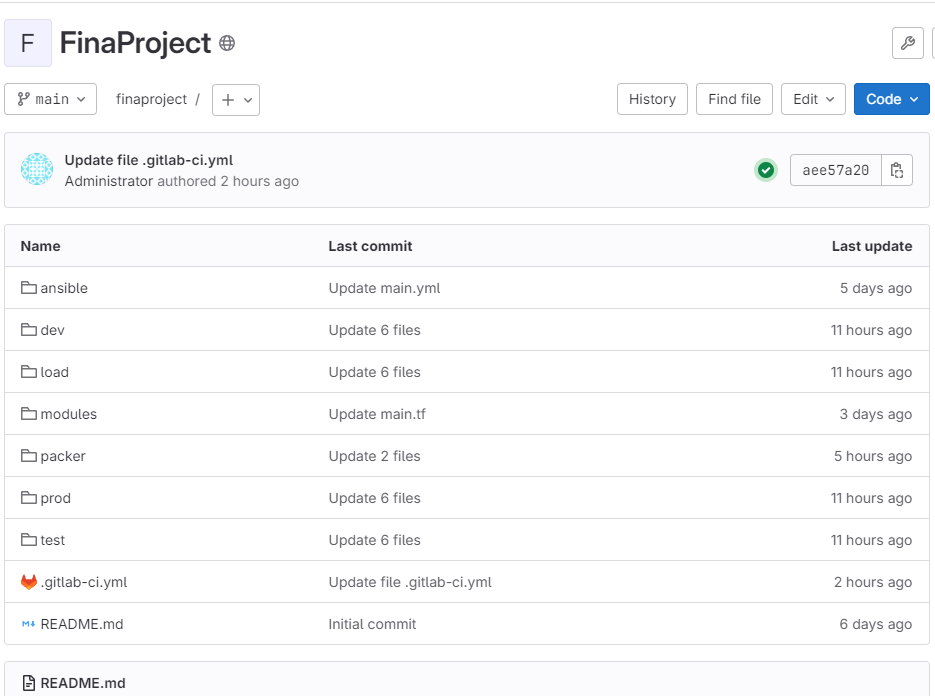 F FinaProject
main finaproject / + History Find file Edit Code
Update file .gitlab-ci.yml
Administrator authored 2 hours ago
aee57a20
Name Last commit Last update
ansible Update main.yml 5 days ago
dev Update 6 files 11 hours ago
load Update 6 files 11 hours ago
modules Update main.tf 3 days ago
packer Update 2 files 5 hours ago
prod Update 6 files 11 hours ago
test Update 6 files 11 hours ago
.gitlab-ci.yml Update file .gitlab-ci.yml 2 hours ago
README.md Initial commit 6 days ago
README.md